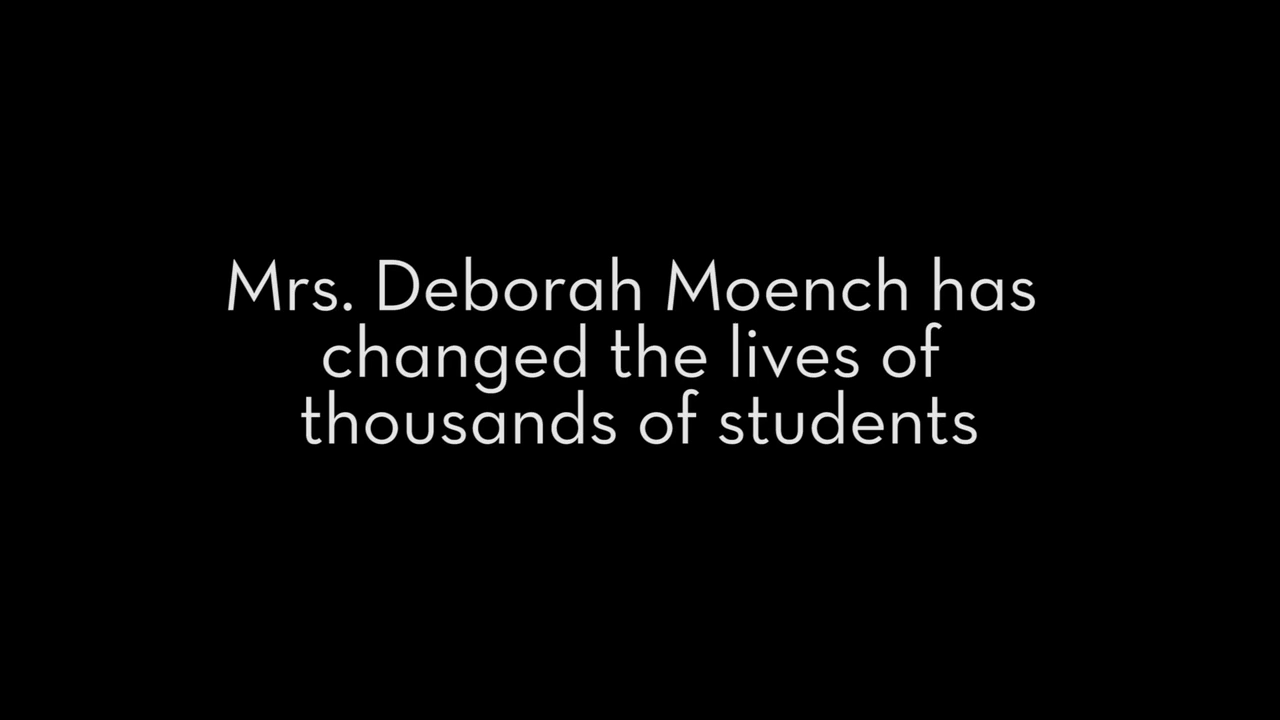 Mrs. Deborah Moench has
changed the lives of
thousands of students